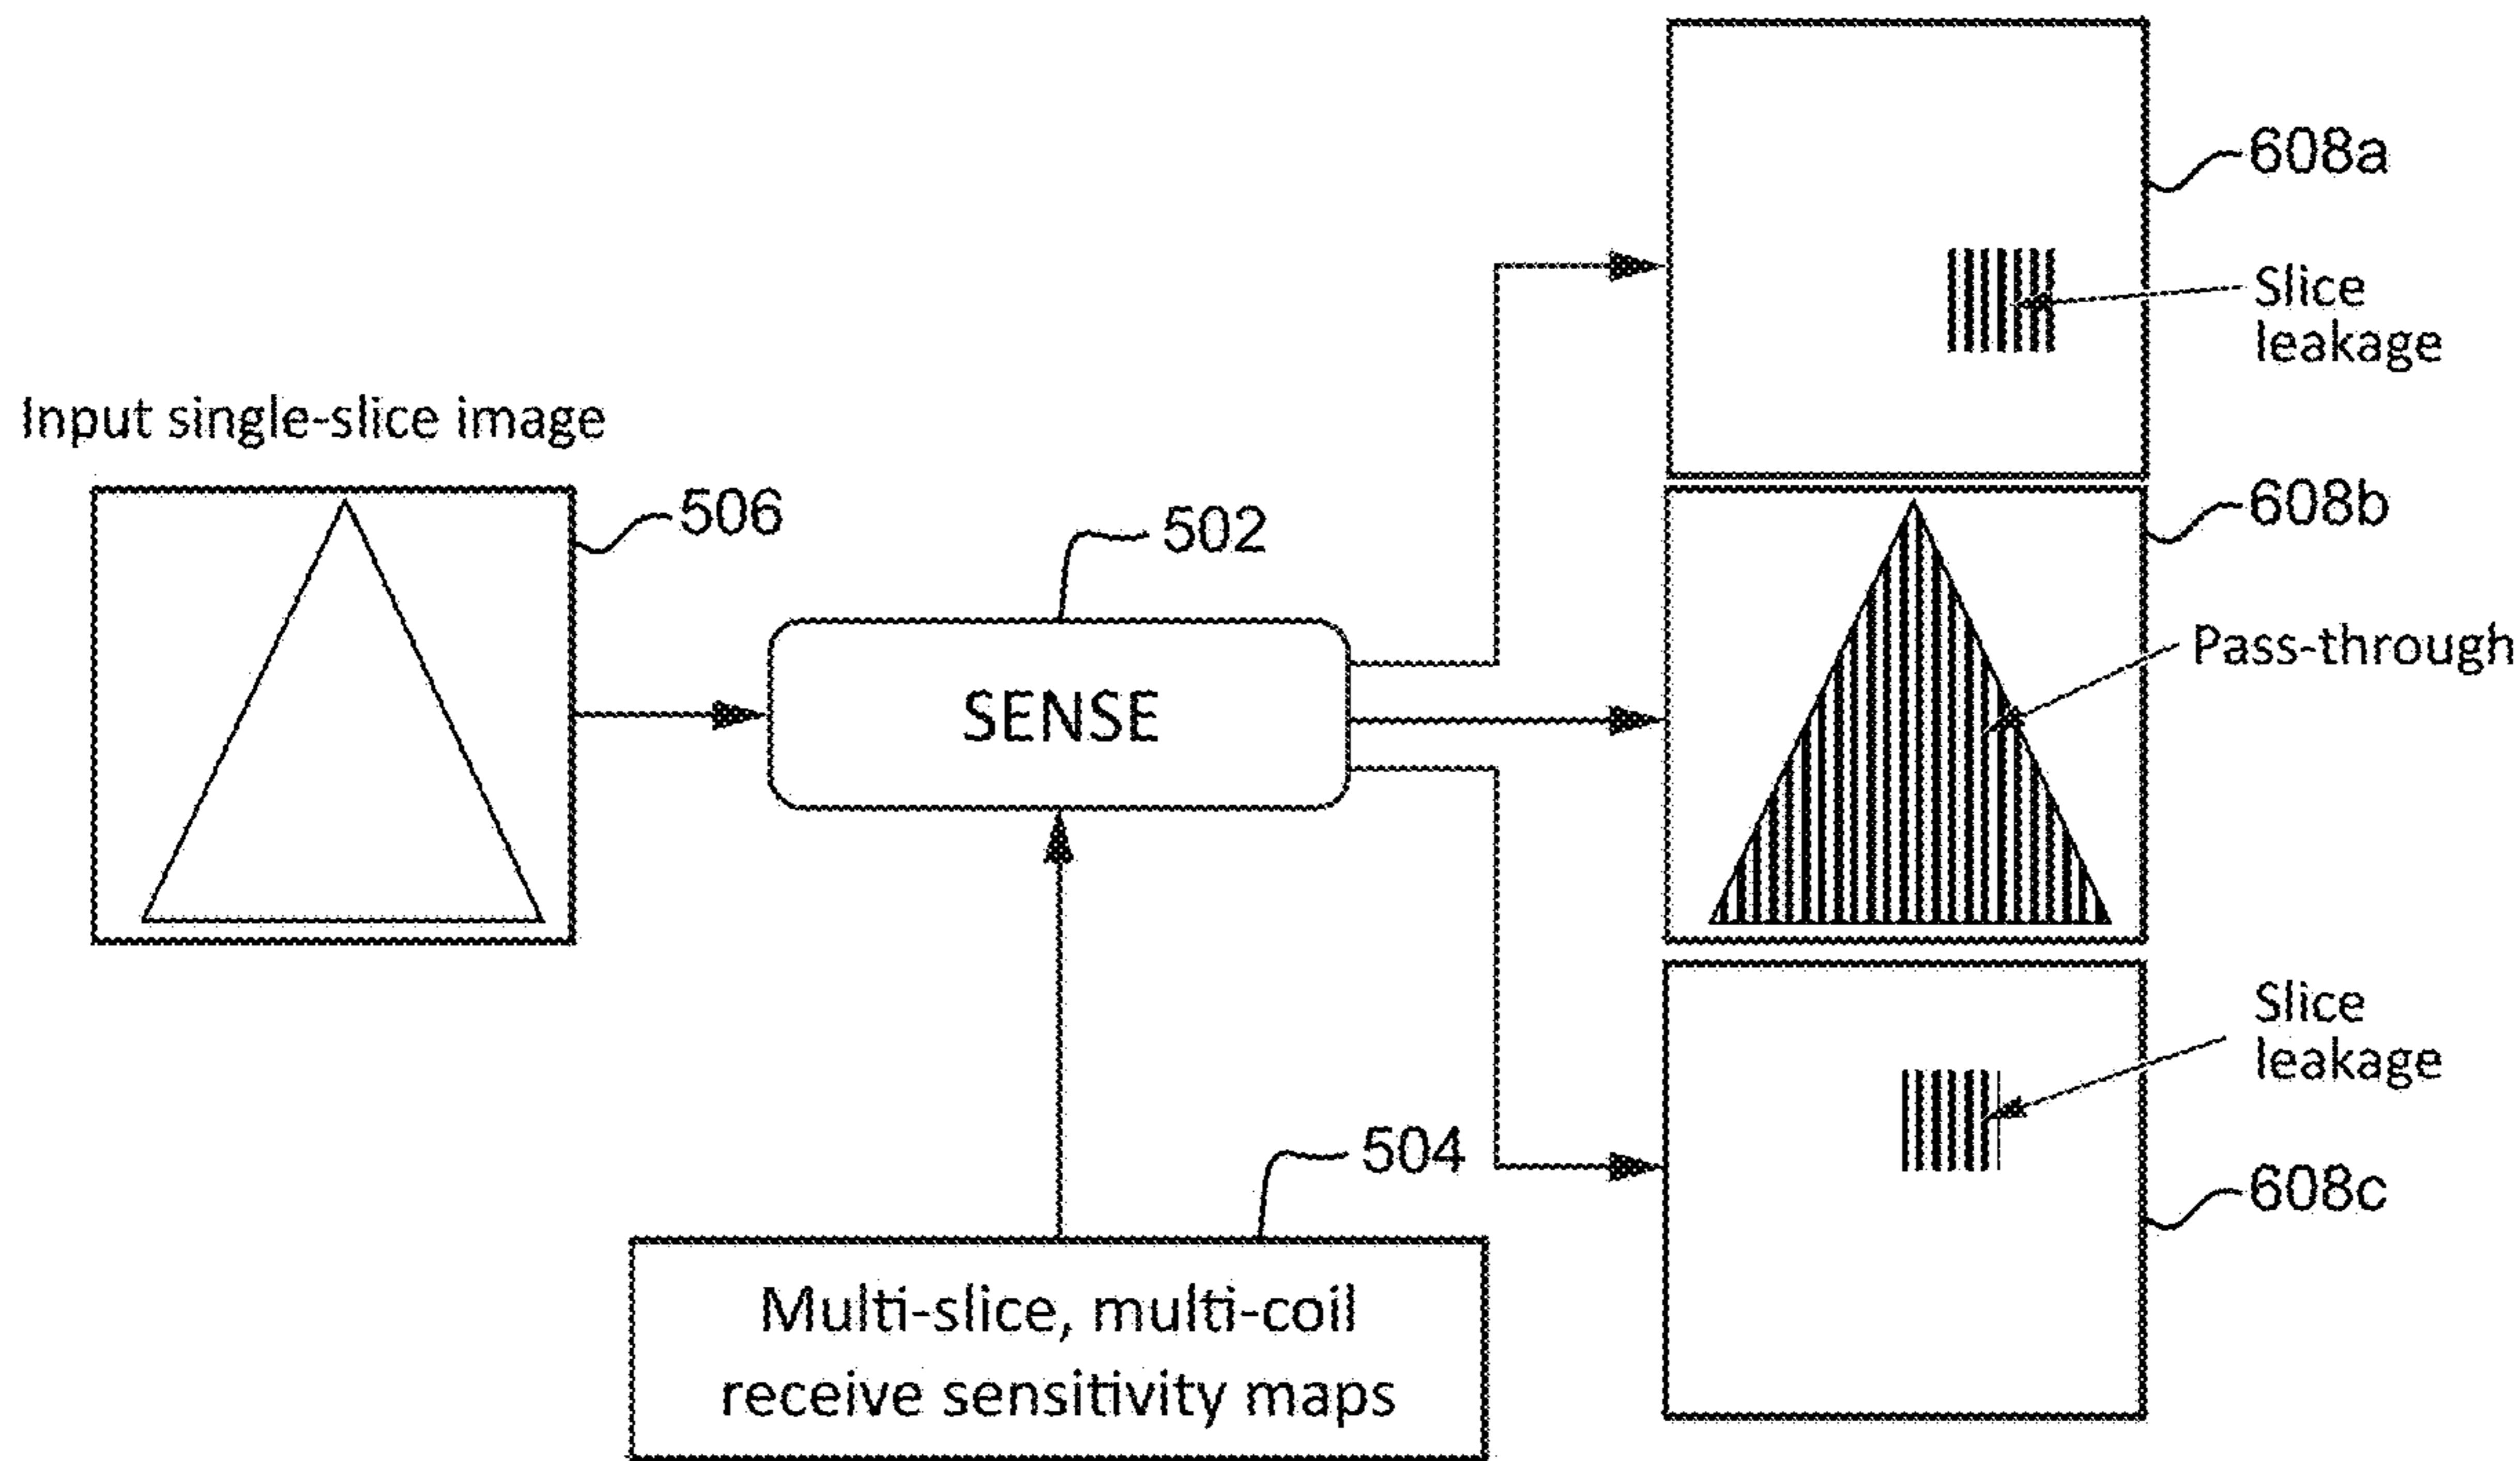 608a
Slice
leakage
Input single-slice image
506
502
608b
SENSE
Pass-through
Slice
leakage
504
608c
Multi-slice, multi-coil
receive sensitivity maps